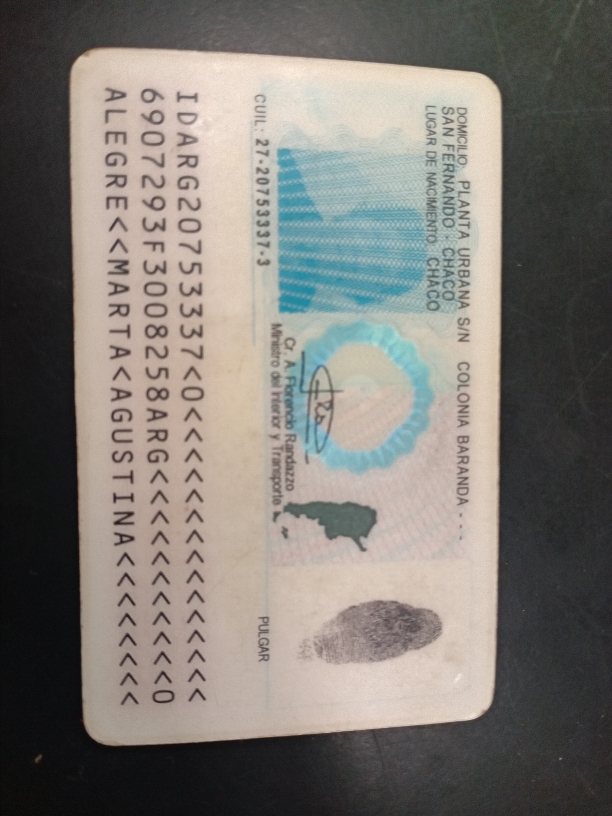 DOMICILIO: PLANTA URBANA S/N COLONIA BARANDA - - -
SAN FERNANDO - CHACO
LUGAR DE NACIMIENTO: CHACO
Cr. A. Florencio Randazzo
Ministro del Interior y Transporte
CUIL: 27-20753337-3
PULGAR
IDARG20753337<0<<<<<<<<<<<<<<<
6907293F3008258ARG<<<<<<<<<<<0
ALEGRE<<MARTA<AGUSTINA<<<<<<<<